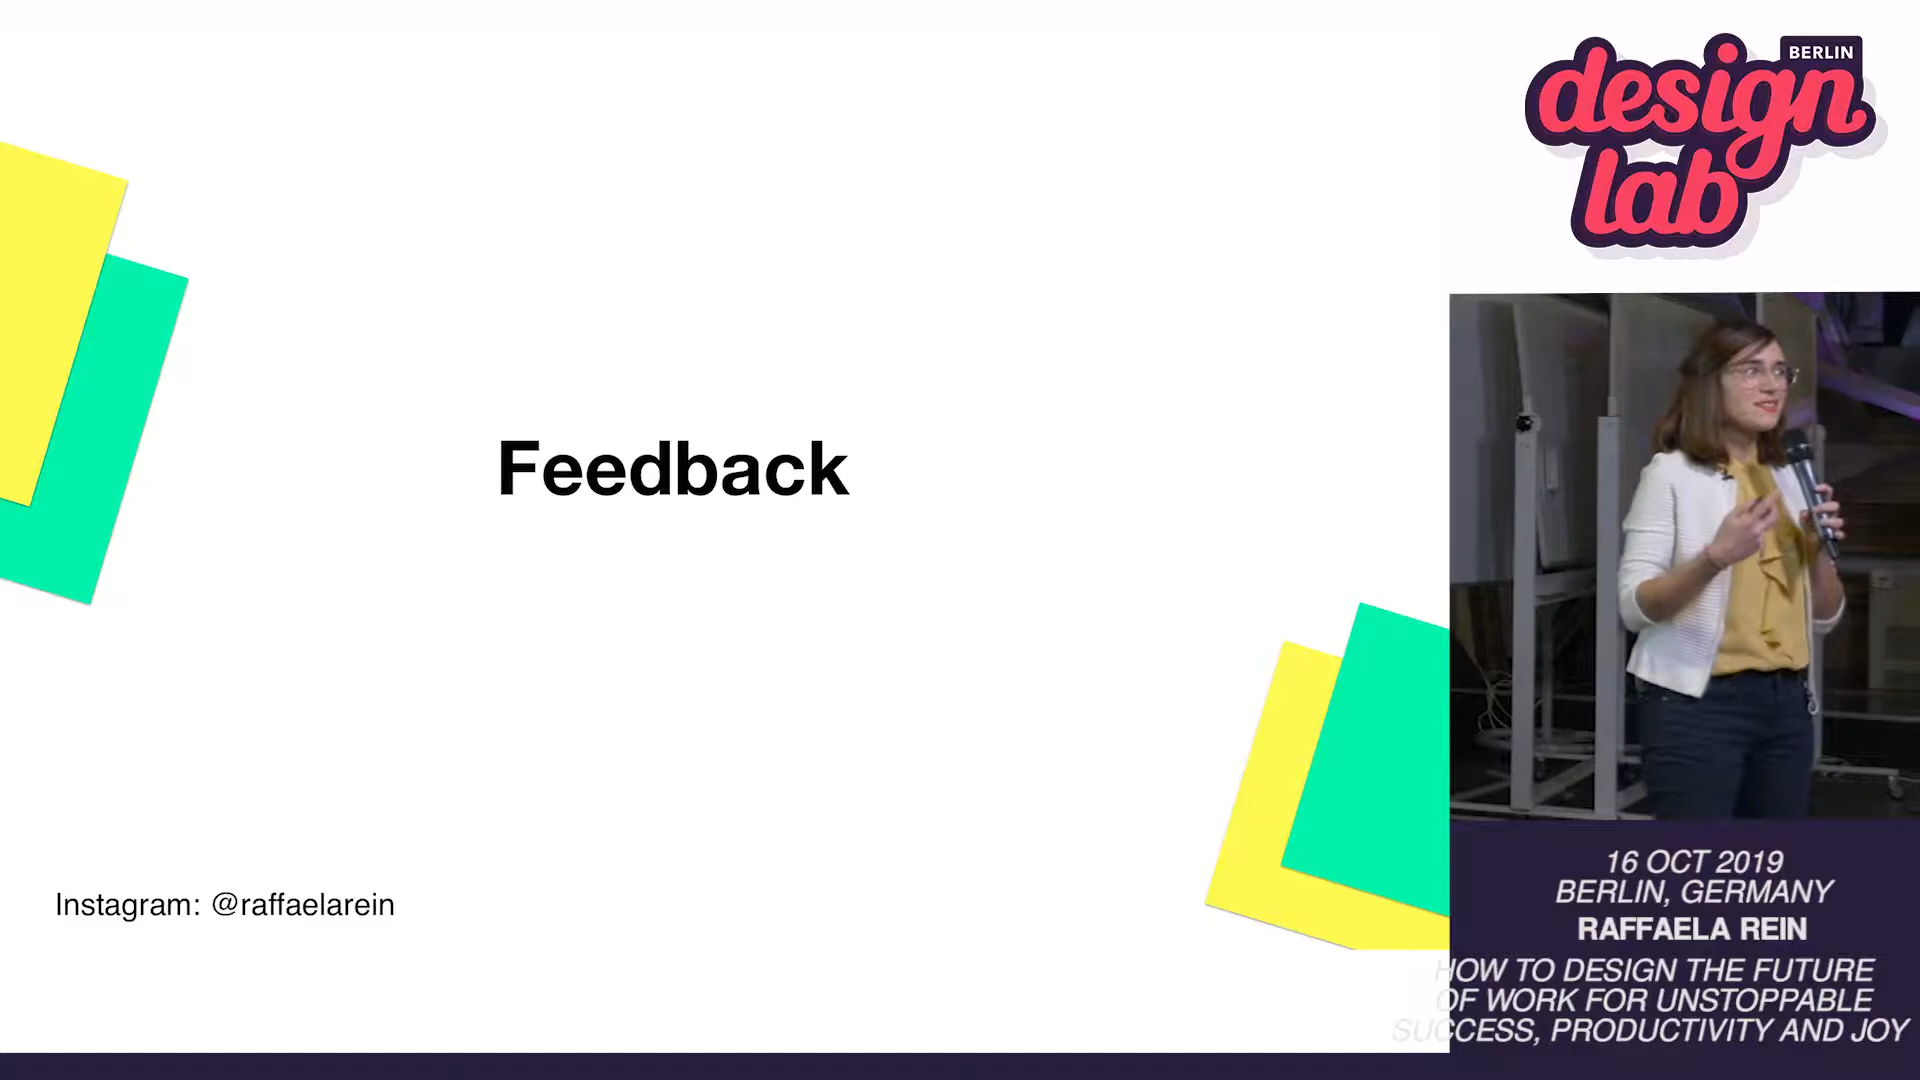 BERLIN
design
lab
Feedback
Instagram: @raffaelarein
16 OCT 2019
BERLIN, GERMANY
RAFFAELA REIN
HOW TO DESIGN THE FUTURE
OF WORK FOR UNSTOPPABLE
SUCCESS, PRODUCTIVITY AND JOY